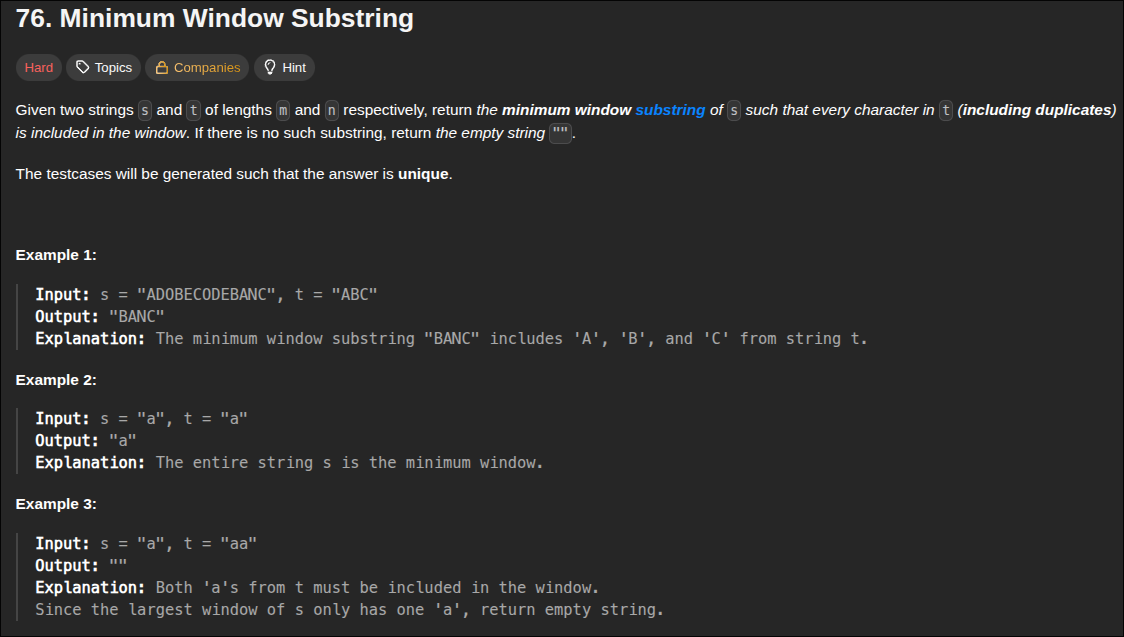 76. Minimum Window Substring
Hard Topics Companies Hint
Given two strings s and t of lengths m and n respectively, return the minimum window substring of s such that every character in t (including duplicates)
is included in the window. If there is no such substring, return the empty string "".
The testcases will be generated such that the answer is unique.
Example 1:
Input: s = "ADOBECODEBANC", t = "ABC"
Output: "BANC"
Explanation: The minimum window substring "BANC" includes 'A', 'B', and 'C' from string t.
Example 2:
Input: s = "a", t = "a"
Output: "a"
Explanation: The entire string s is the minimum window.
Example 3:
Input: s = "a", t = "aa"
Output: ""
Explanation: Both 'a's from t must be included in the window.
Since the largest window of s only has one 'a', return empty string.